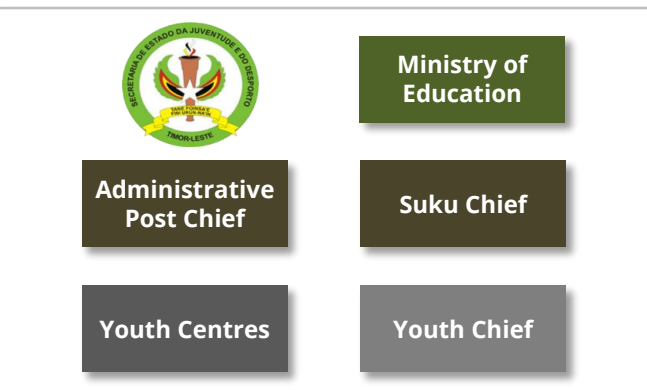 SECRETARIA DE ESTADO DA JUVENTUDE E DO DESPORTO
TIMOR-LESTE
Ministry of
Education
Administrative
Post Chief
Suku Chief
Youth Centres
Youth Chief